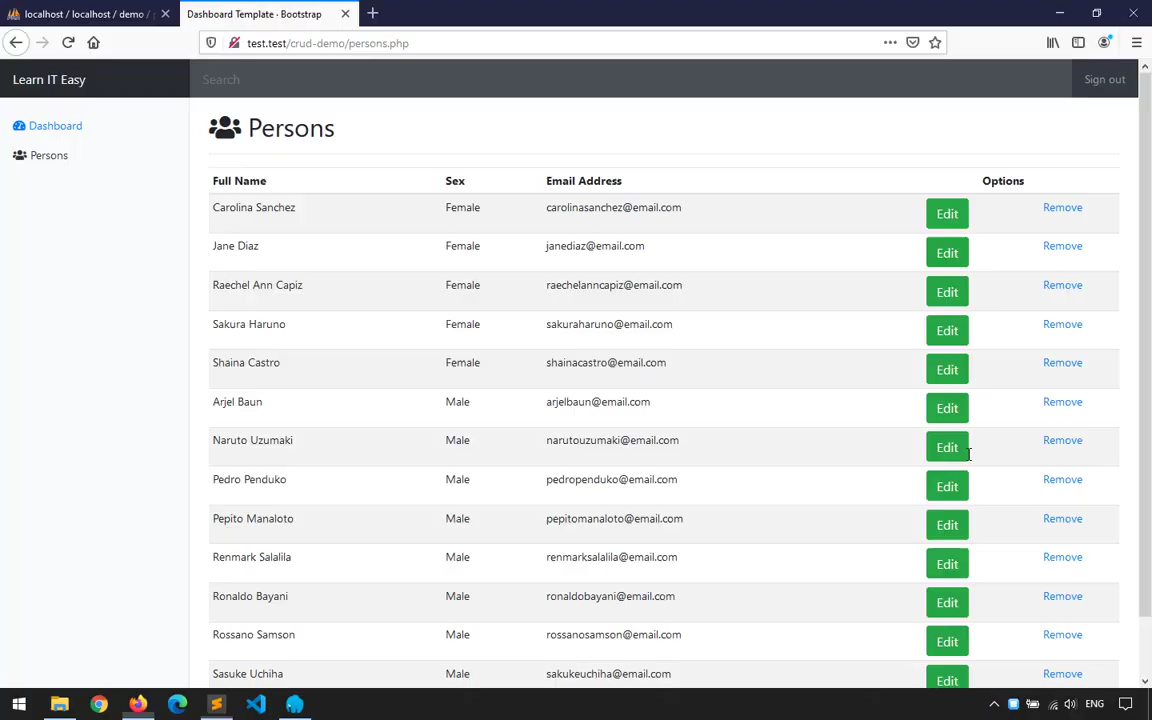 localhost / localhost / demo /
Dashboard Template · Bootstrap
test.test/crud-demo/persons.php
Learn IT Easy
Search
Sign out
Dashboard
Persons
Persons
Full Name Sex Email Address Options
Carolina Sanchez Female carolinasanchez@email.com Edit Remove
Jane Diaz Female janediaz@email.com Edit Remove
Raechel Ann Capiz Female raechelanncapiz@email.com Edit Remove
Sakura Haruno Female sakuraharuno@email.com Edit Remove
Shaina Castro Female shainacastro@email.com Edit Remove
Arjel Baun Male arjelbaun@email.com Edit Remove
Naruto Uzumaki Male narutouzumaki@email.com Edit Remove
Pedro Penduko Male pedropenduko@email.com Edit Remove
Pepito Manaloto Male pepitomanaloto@email.com Edit Remove
Renmark Salalila Male renmarksalalila@email.com Edit Remove
Ronaldo Bayani Male ronaldobayani@email.com Edit Remove
Rossano Samson Male rossanosamson@email.com Edit Remove
Sasuke Uchiha Male sakukeuchiha@email.com Edit Remove
ENG